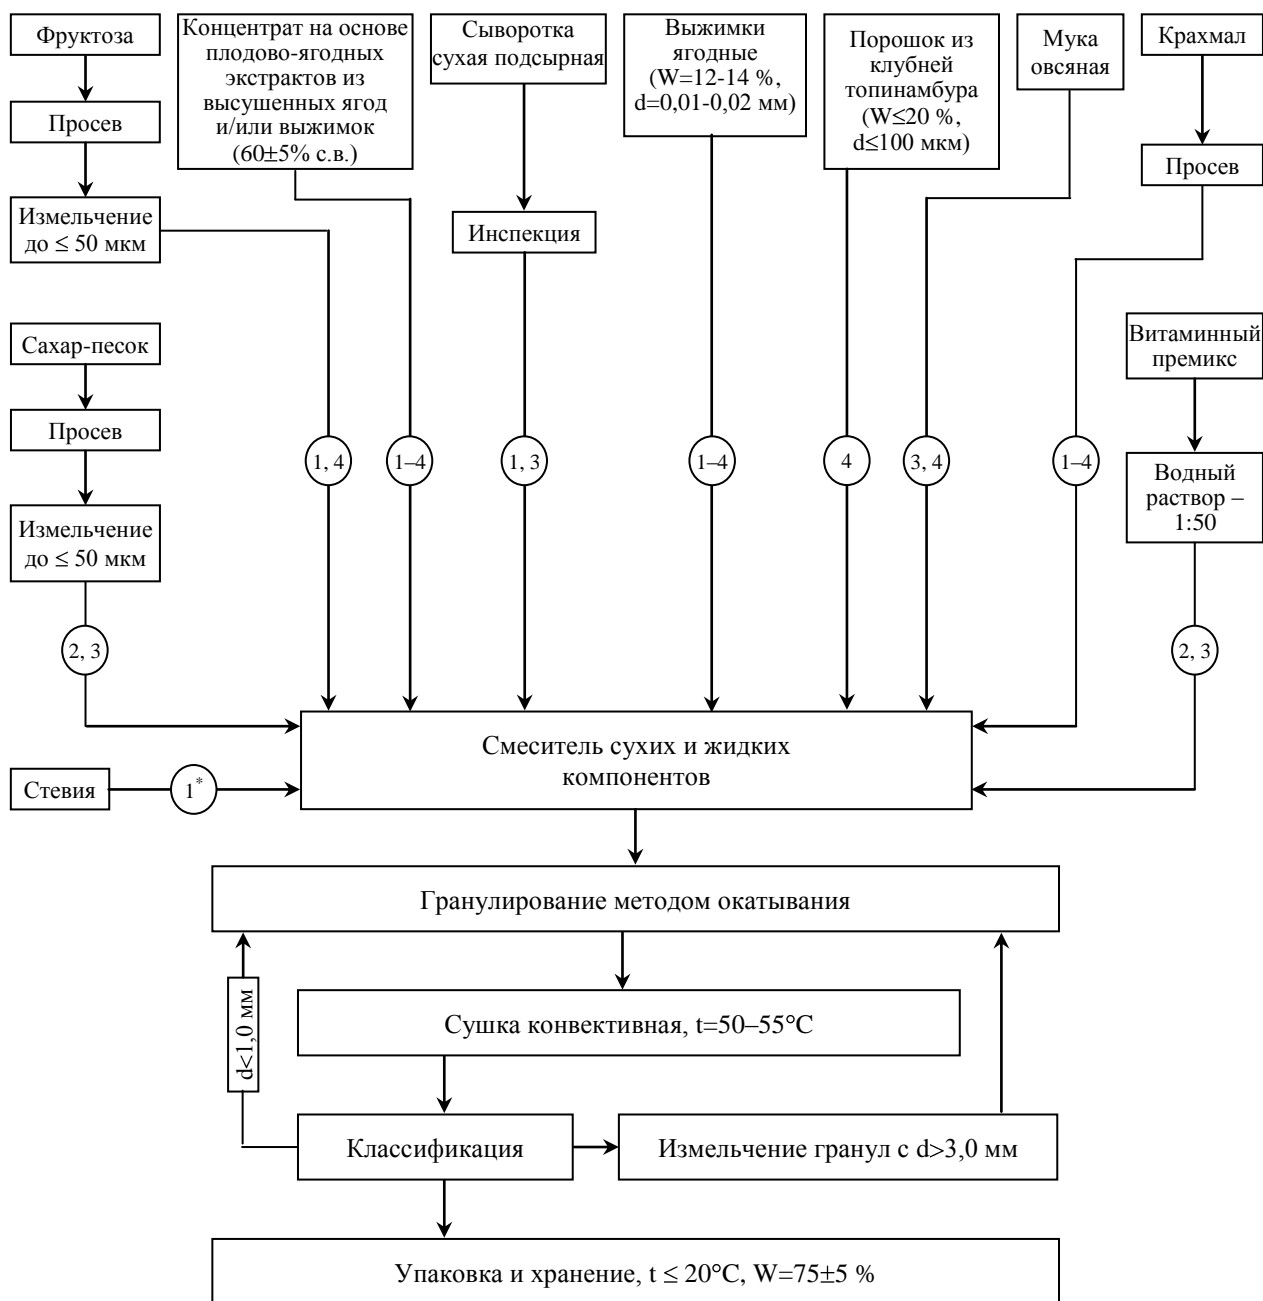 Фруктоза
Просев
Измельчение
до ≤ 50 мкм
Концентрат на основе
плодово-ягодных
экстрактов из
высушенных ягод
и/или выжимок
(60±5% с.в.)
Сыворотка
сухая подсырная
Инспекция
Выжимки
ягодные
(W=12-14 %,
d=0,01-0,02 мм)
Порошок из
клубней
топинамбура
(W≤20 %,
d≤100 мкм)
Мука
овсяная
Крахмал
Просев
Сахар-песок
Просев
Измельчение
до ≤ 50 мкм
Витаминный
премикс
Водный
раствор –
1:50
1, 4
1–4
1, 3
1–4
4
3, 4
1–4
2, 3
2, 3
Стевия
1*
Смеситель сухих и жидких
компонентов
Гранулирование методом окатывания
d<1,0 мм
Сушка конвективная, t=50–55°С
Классификация
Измельчение гранул с d>3,0 мм
Упаковка и хранение, t ≤ 20°С, W=75±5 %